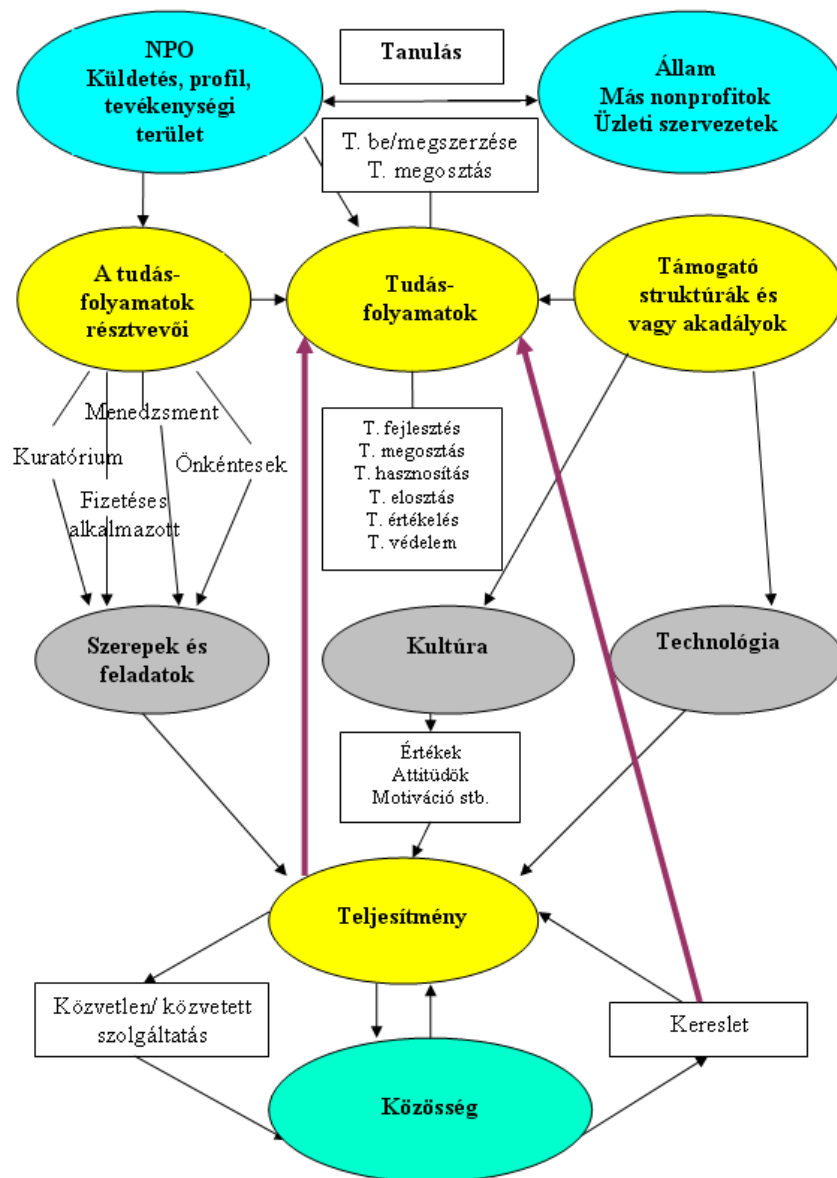 NPO
Küldetés, profil,
tevékenységi
terület
Tanulás
Állam
Más nonprofitok
Üzleti szervezetek
T. be/megszerzése
T. megosztás
A tudás-
folyamatok
résztvevői
Tudás-
folyamatok
Támogató
struktúrák és
vagy akadályok
Menedzsment
Kuratórium
Önkéntesek
Fizetéses
alkalmazott
T. fejlesztés
T. megosztás
T. hasznosítás
T. elosztás
T. értékelés
T. védelem
Szerepek és
feladatok
Kultúra
Technológia
Értékek
Attitüdök
Motiváció stb.
Teljesítmény
Közvetlen/ közvetett
szolgáltatás
Kereslet
Közösség